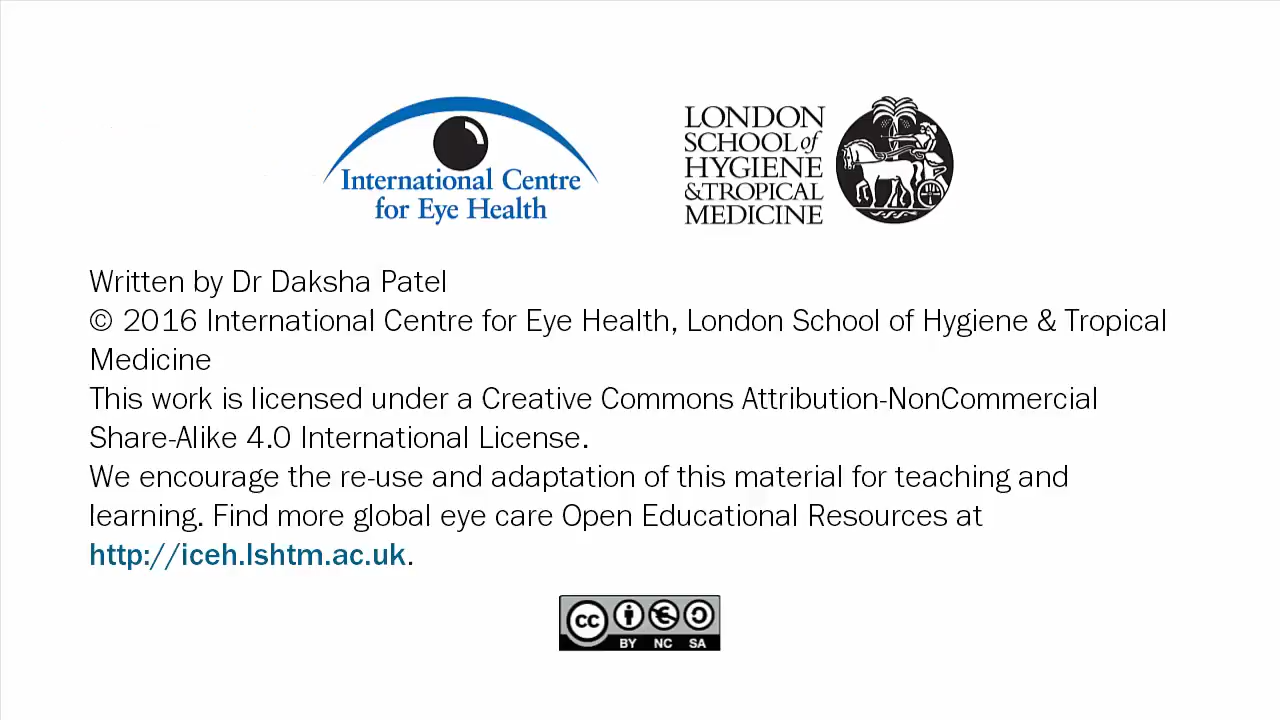 International Centre
for Eye Health
LONDON
SCHOOL of
HYGIENE
& TROPICAL
MEDICINE
Written by Dr Daksha Patel
© 2016 International Centre for Eye Health, London School of Hygiene & Tropical
Medicine
This work is licensed under a Creative Commons Attribution-NonCommercial
Share-Alike 4.0 International License.
We encourage the re-use and adaptation of this material for teaching and
learning. Find more global eye care Open Educational Resources at
http://iceh.lshtm.ac.uk.
cc
BY NC SA